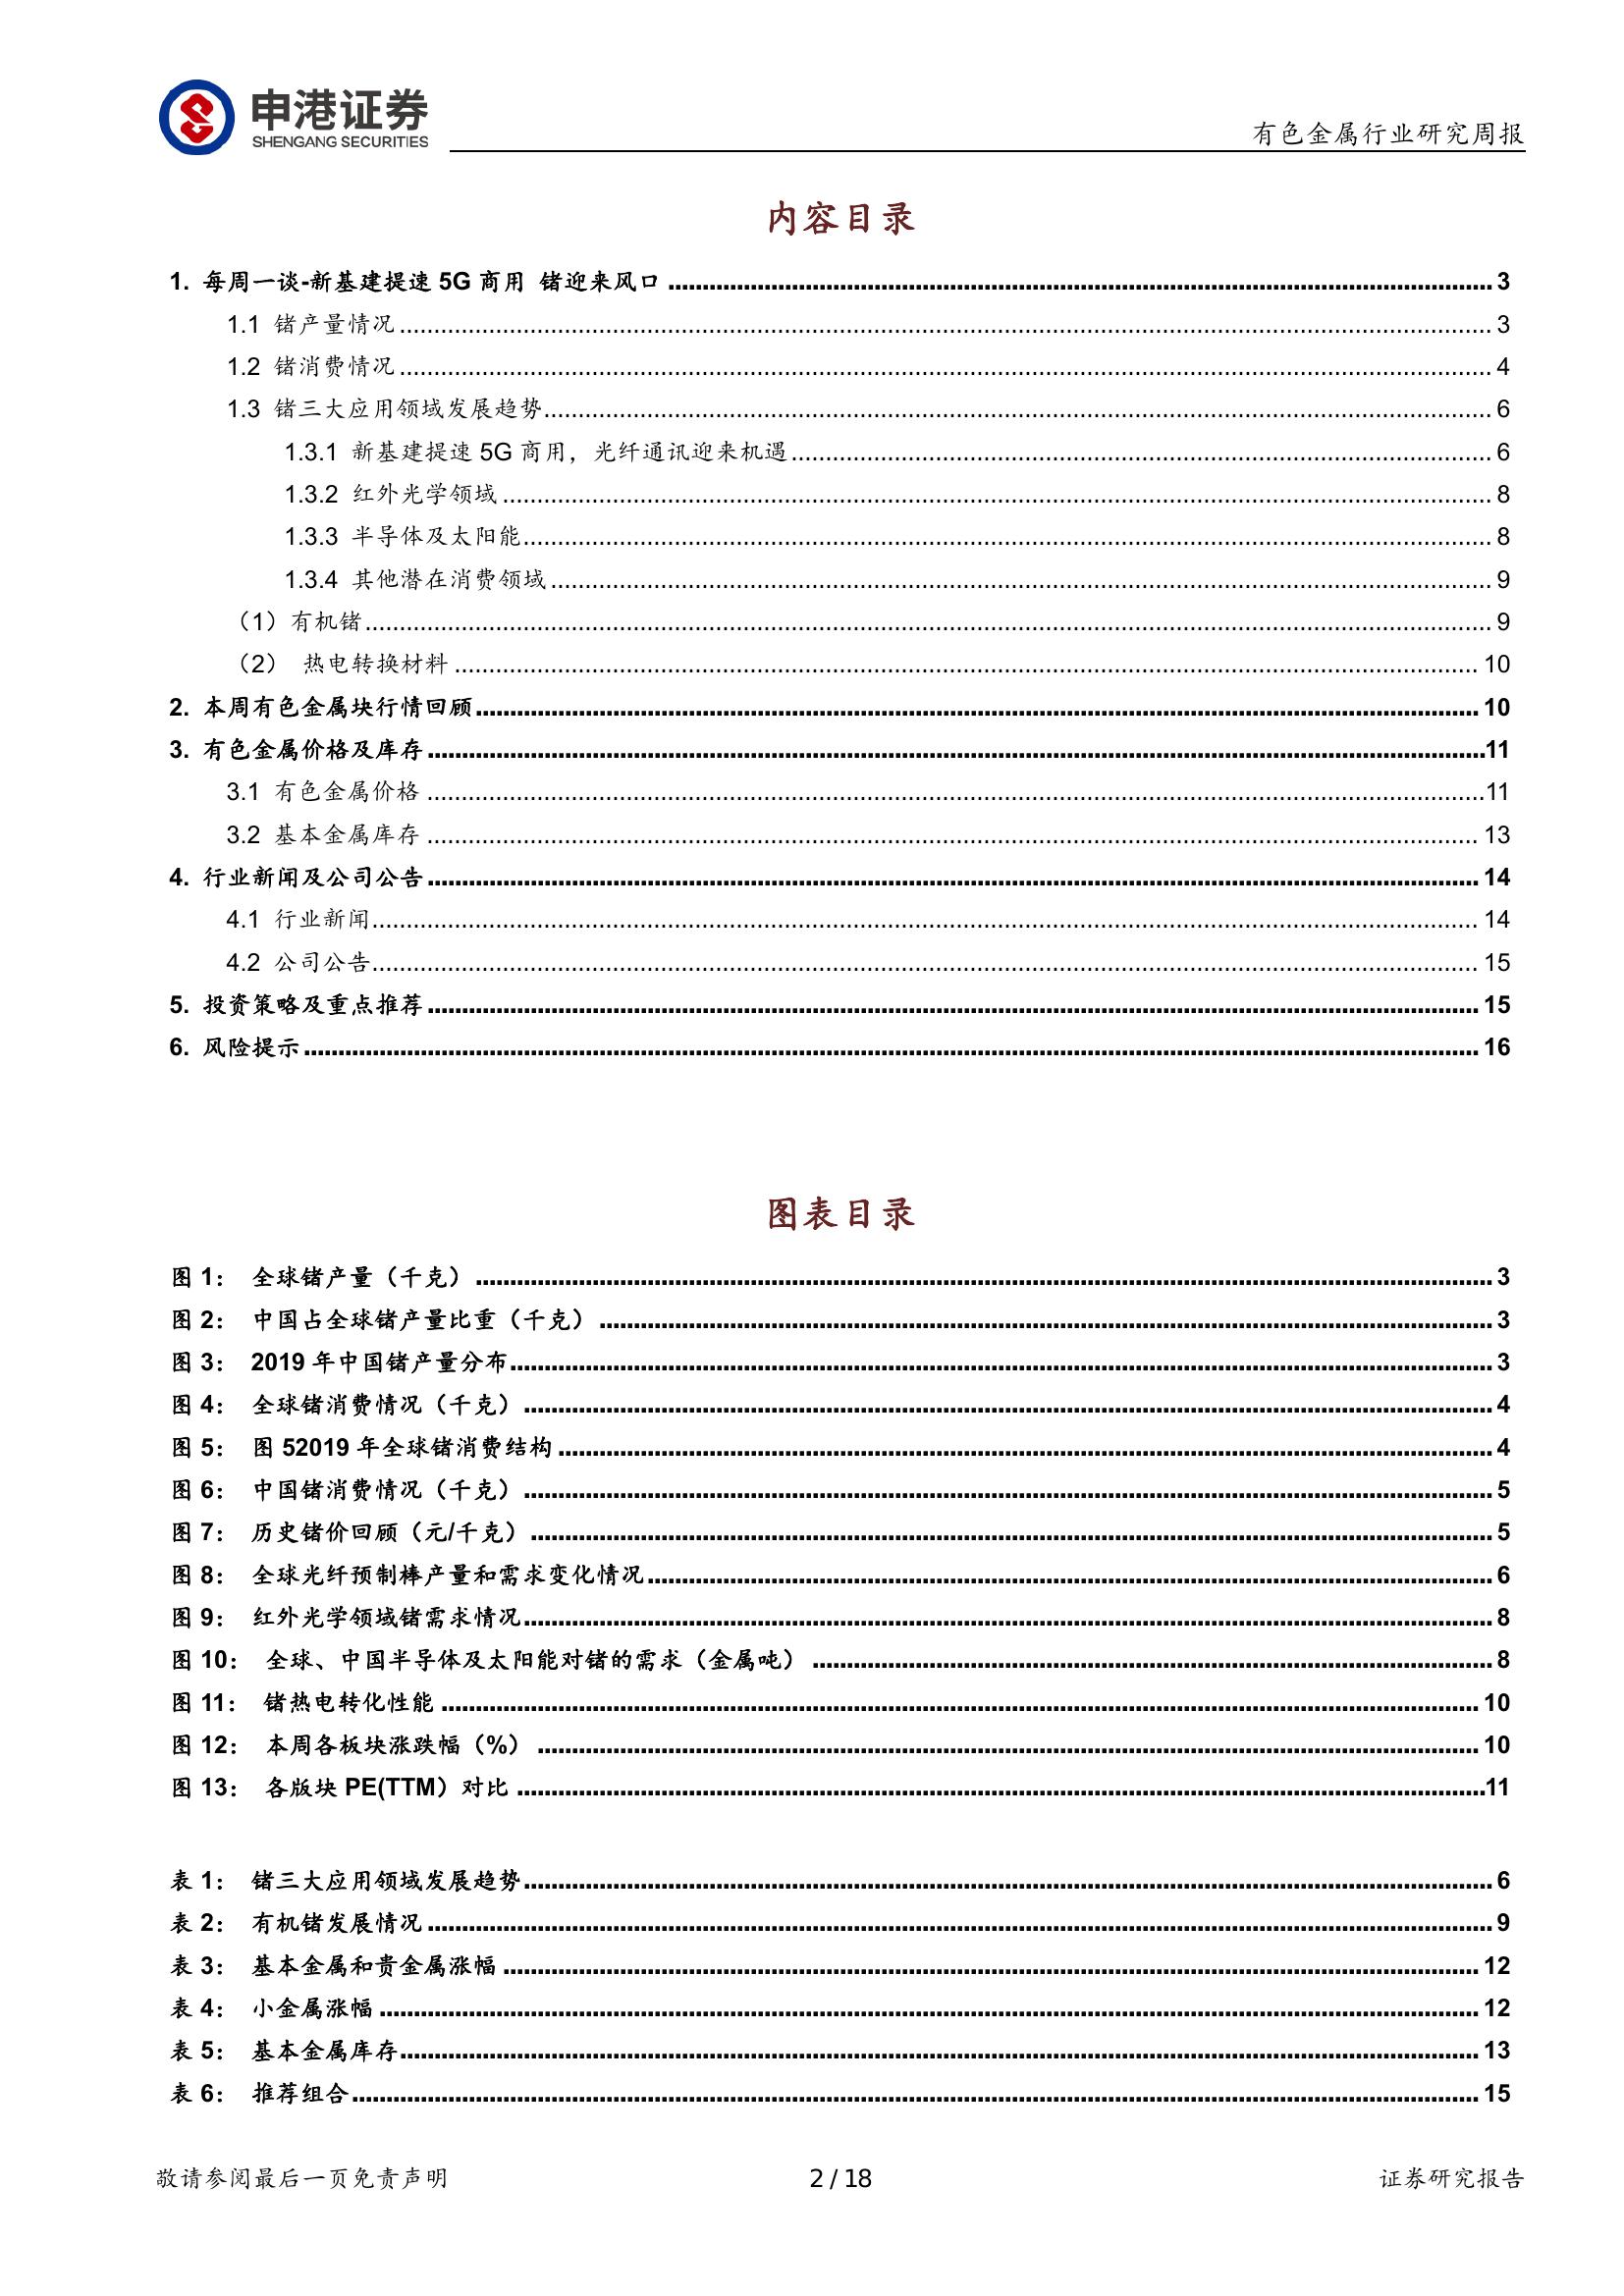 申港证券
SHENGANG SECURITIES
有色金属行业研究周报
内容目录
1. 每周一谈-新基建提速 5G 商用 锗迎来风口 3
1.1 锗产量情况 3
1.2 锗消费情况 4
1.3 锗三大应用领域发展趋势 6
1.3.1 新基建提速 5G 商用，光纤通讯迎来机遇 6
1.3.2 红外光学领域 8
1.3.3 半导体及太阳能 8
1.3.4 其他潜在消费领域 9
（1）有机锗 9
（2） 热电转换材料 10
2. 本周有色金属块行情回顾 10
3. 有色金属价格及库存 11
3.1 有色金属价格 11
3.2 基本金属库存 13
4. 行业新闻及公司公告 14
4.1 行业新闻 14
4.2 公司公告 15
5. 投资策略及重点推荐 15
6. 风险提示 16
图表目录
图 1： 全球锗产量（千克） 3
图 2： 中国占全球锗产量比重（千克） 3
图 3： 2019 年中国锗产量分布 3
图 4： 全球锗消费情况（千克） 4
图 5： 图 52019 年全球锗消费结构 4
图 6： 中国锗消费情况（千克） 5
图 7： 历史锗价回顾（元/千克） 5
图 8： 全球光纤预制棒产量和需求变化情况 6
图 9： 红外光学领域锗需求情况 8
图 10： 全球、中国半导体及太阳能对锗的需求（金属吨） 8
图 11： 锗热电转化性能 10
图 12： 本周各板块涨跌幅（%） 10
图 13： 各版块 PE(TTM）对比 11
表 1： 锗三大应用领域发展趋势 6
表 2： 有机锗发展情况 9
表 3： 基本金属和贵金属涨幅 12
表 4： 小金属涨幅 12
表 5： 基本金属库存 13
表 6： 推荐组合 15
敬请参阅最后一页免责声明
2 / 18
证券研究报告